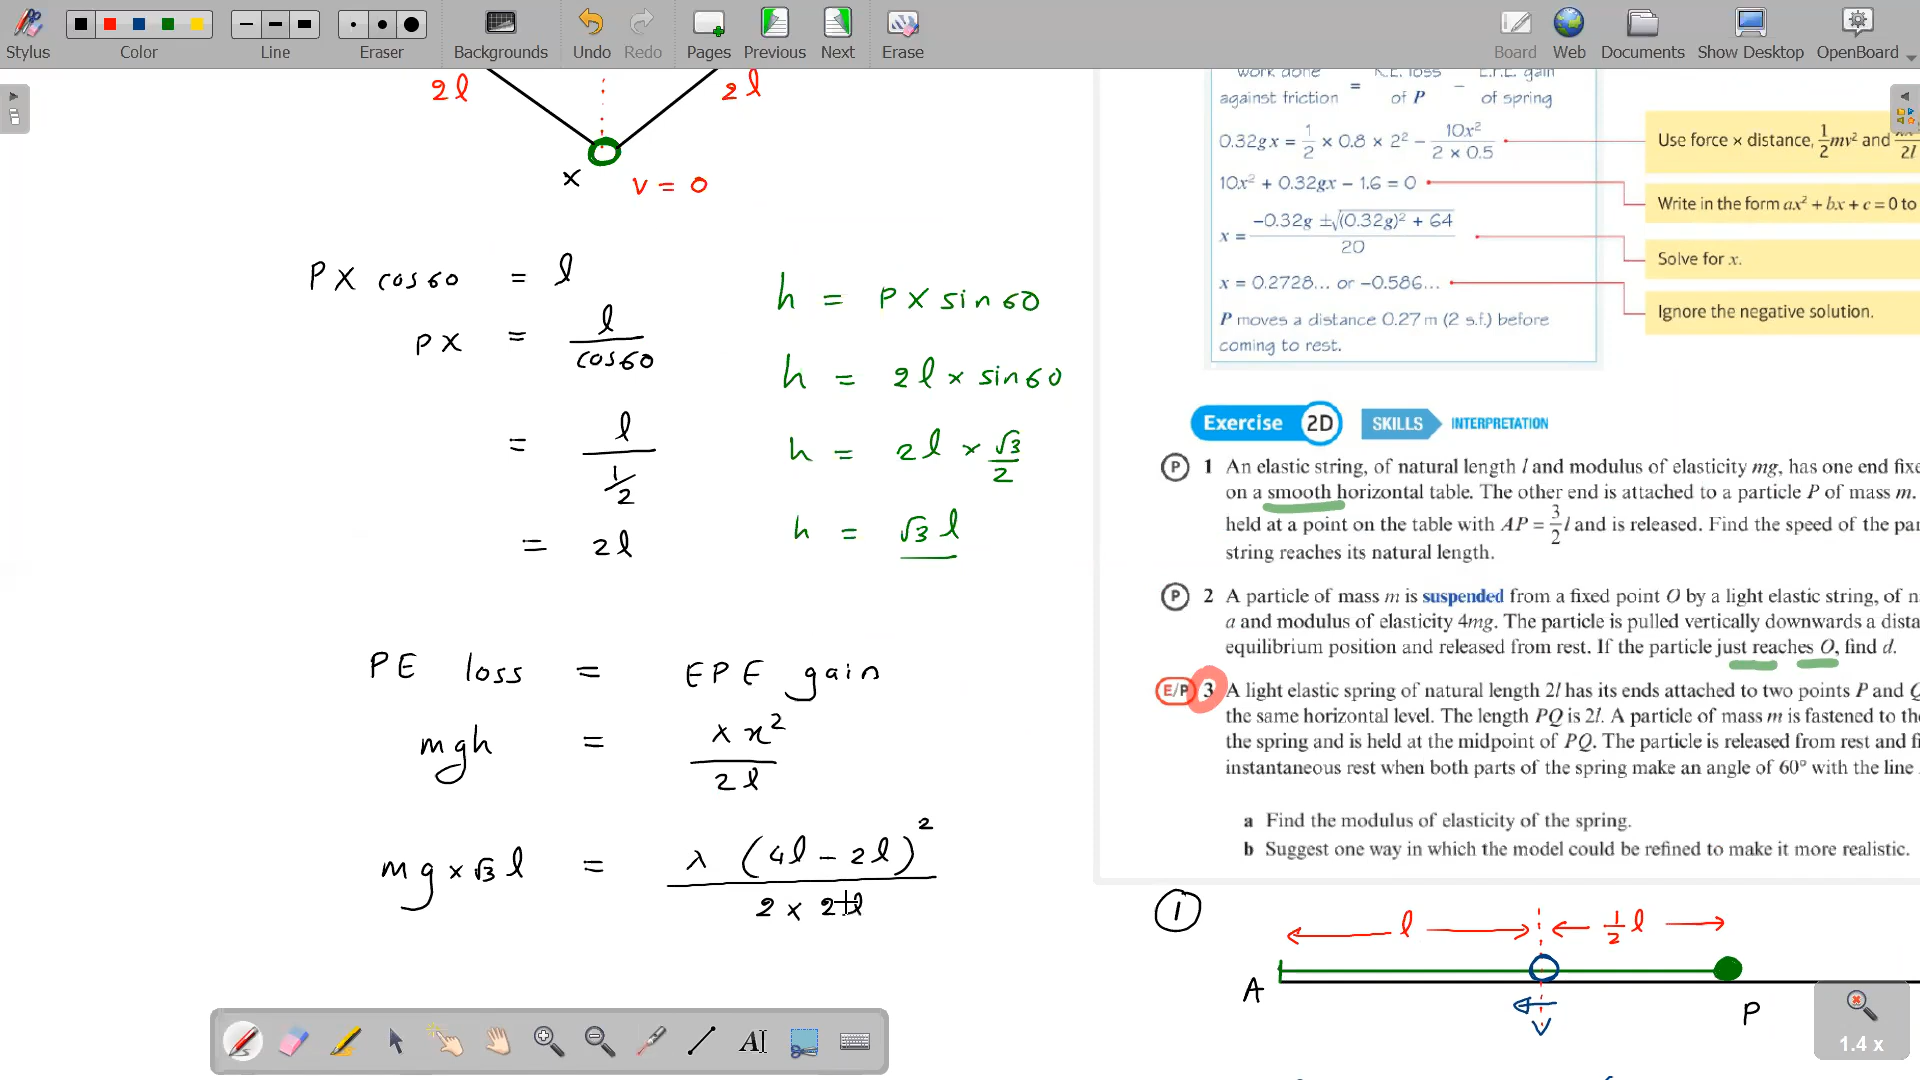 Stylus Color Line Eraser Backgrounds Undo Redo Pages Previous Next Erase Board Web Documents Show Desktop OpenBoard
2l 2l
x v = 0
PX cos60 = l
PX = l / cos60
= l / 1/2
= 2l
h = PX sin60
h = 2l × sin60
h = 2l × √3/2
h = √3 l
PE loss = EPE gain
mgh = λx² / 2l
mg × √3 l = λ (4l − 2l)² / 2 × 2l
work done against friction = K.E. loss of P − E.P.E. gain of spring
0.32gx = 1/2 × 0.8 × 2² − 10x² / 2 × 0.5
10x² + 0.32gx − 1.6 = 0
x = −0.32g ±√(0.32g)² + 64 / 20
x = 0.2728... or −0.586...
P moves a distance 0.27 m (2 s.f.) before
coming to rest.
Use force × distance, 1/2 mv² and
2l
Write in the form ax² + bx + c = 0 to
Solve for x.
Ignore the negative solution.
Exercise 2D SKILLS INTERPRETATION
P 1 An elastic string, of natural length l and modulus of elasticity mg, has one end fixe
on a smooth horizontal table. The other end is attached to a particle P of mass m.
held at a point on the table with AP = 3/2 l and is released. Find the speed of the par
string reaches its natural length.
P 2 A particle of mass m is suspended from a fixed point O by a light elastic string, of n
a and modulus of elasticity 4mg. The particle is pulled vertically downwards a dista
equilibrium position and released from rest. If the particle just reaches O, find d.
E/P 3 A light elastic spring of natural length 2l has its ends attached to two points P and Q
the same horizontal level. The length PQ is 2l. A particle of mass m is fastened to the
the spring and is held at the midpoint of PQ. The particle is released from rest and f
instantaneous rest when both parts of the spring make an angle of 60° with the line
a Find the modulus of elasticity of the spring.
b Suggest one way in which the model could be refined to make it more realistic.
1
l 1/2 l
A
V P
1.4 x